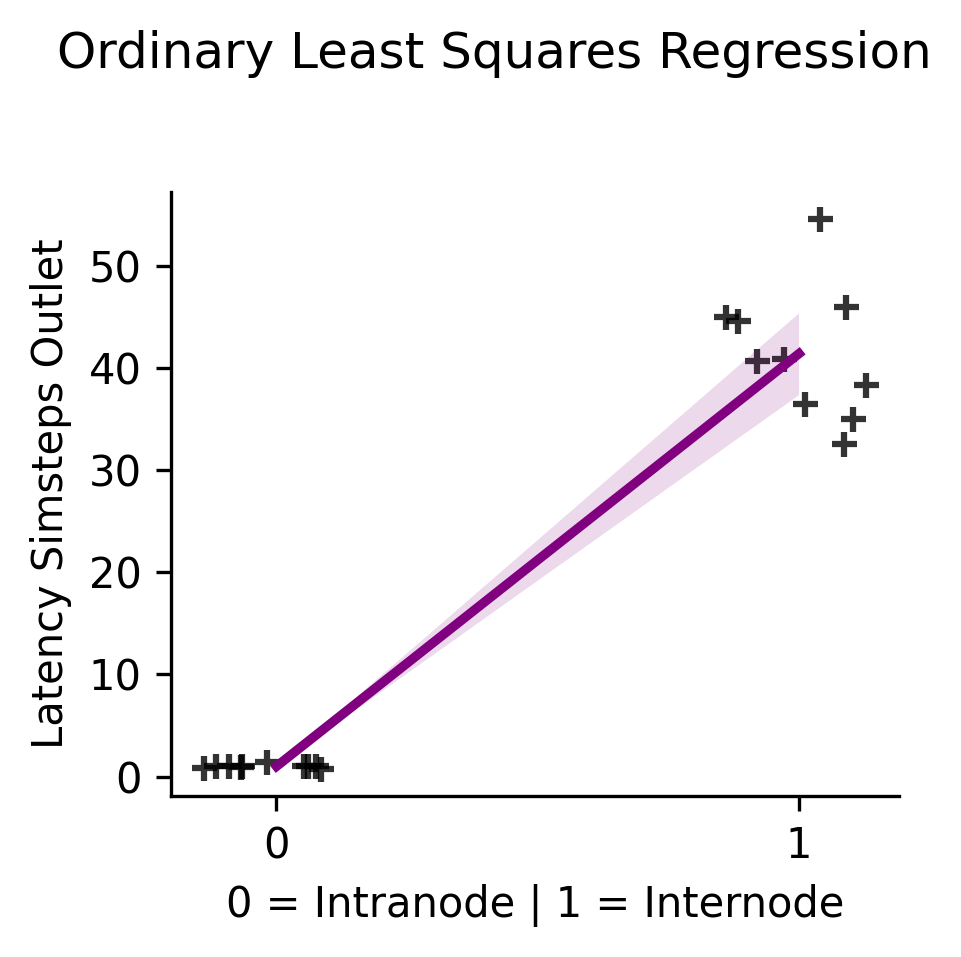 Ordinary Least Squares Regression
Latency Simsteps Outlet
50
40
30
20
10
0
0
1
0 = Intranode | 1 = Internode